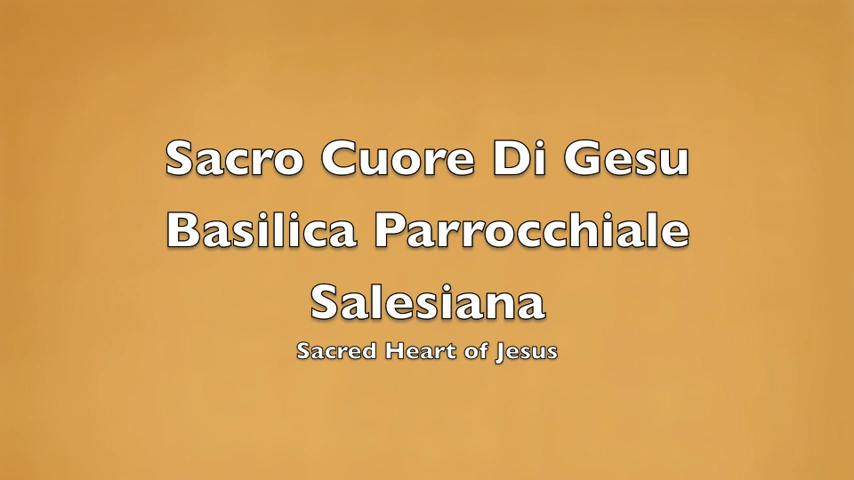 Sacro Cuore Di Gesu
Basilica Parrocchiale
Salesiana
Sacred Heart of Jesus